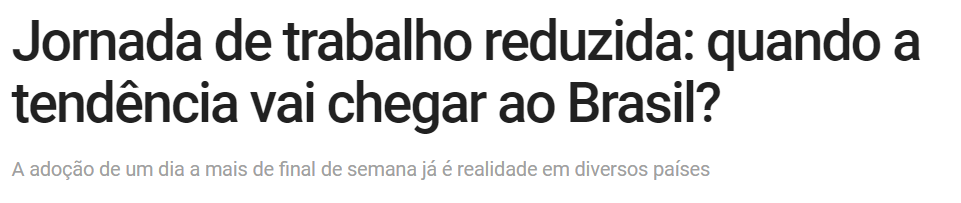 Jornada de trabalho reduzida: quando a
tendência vai chegar ao Brasil?
A adoção de um dia a mais de final de semana já é realidade em diversos países